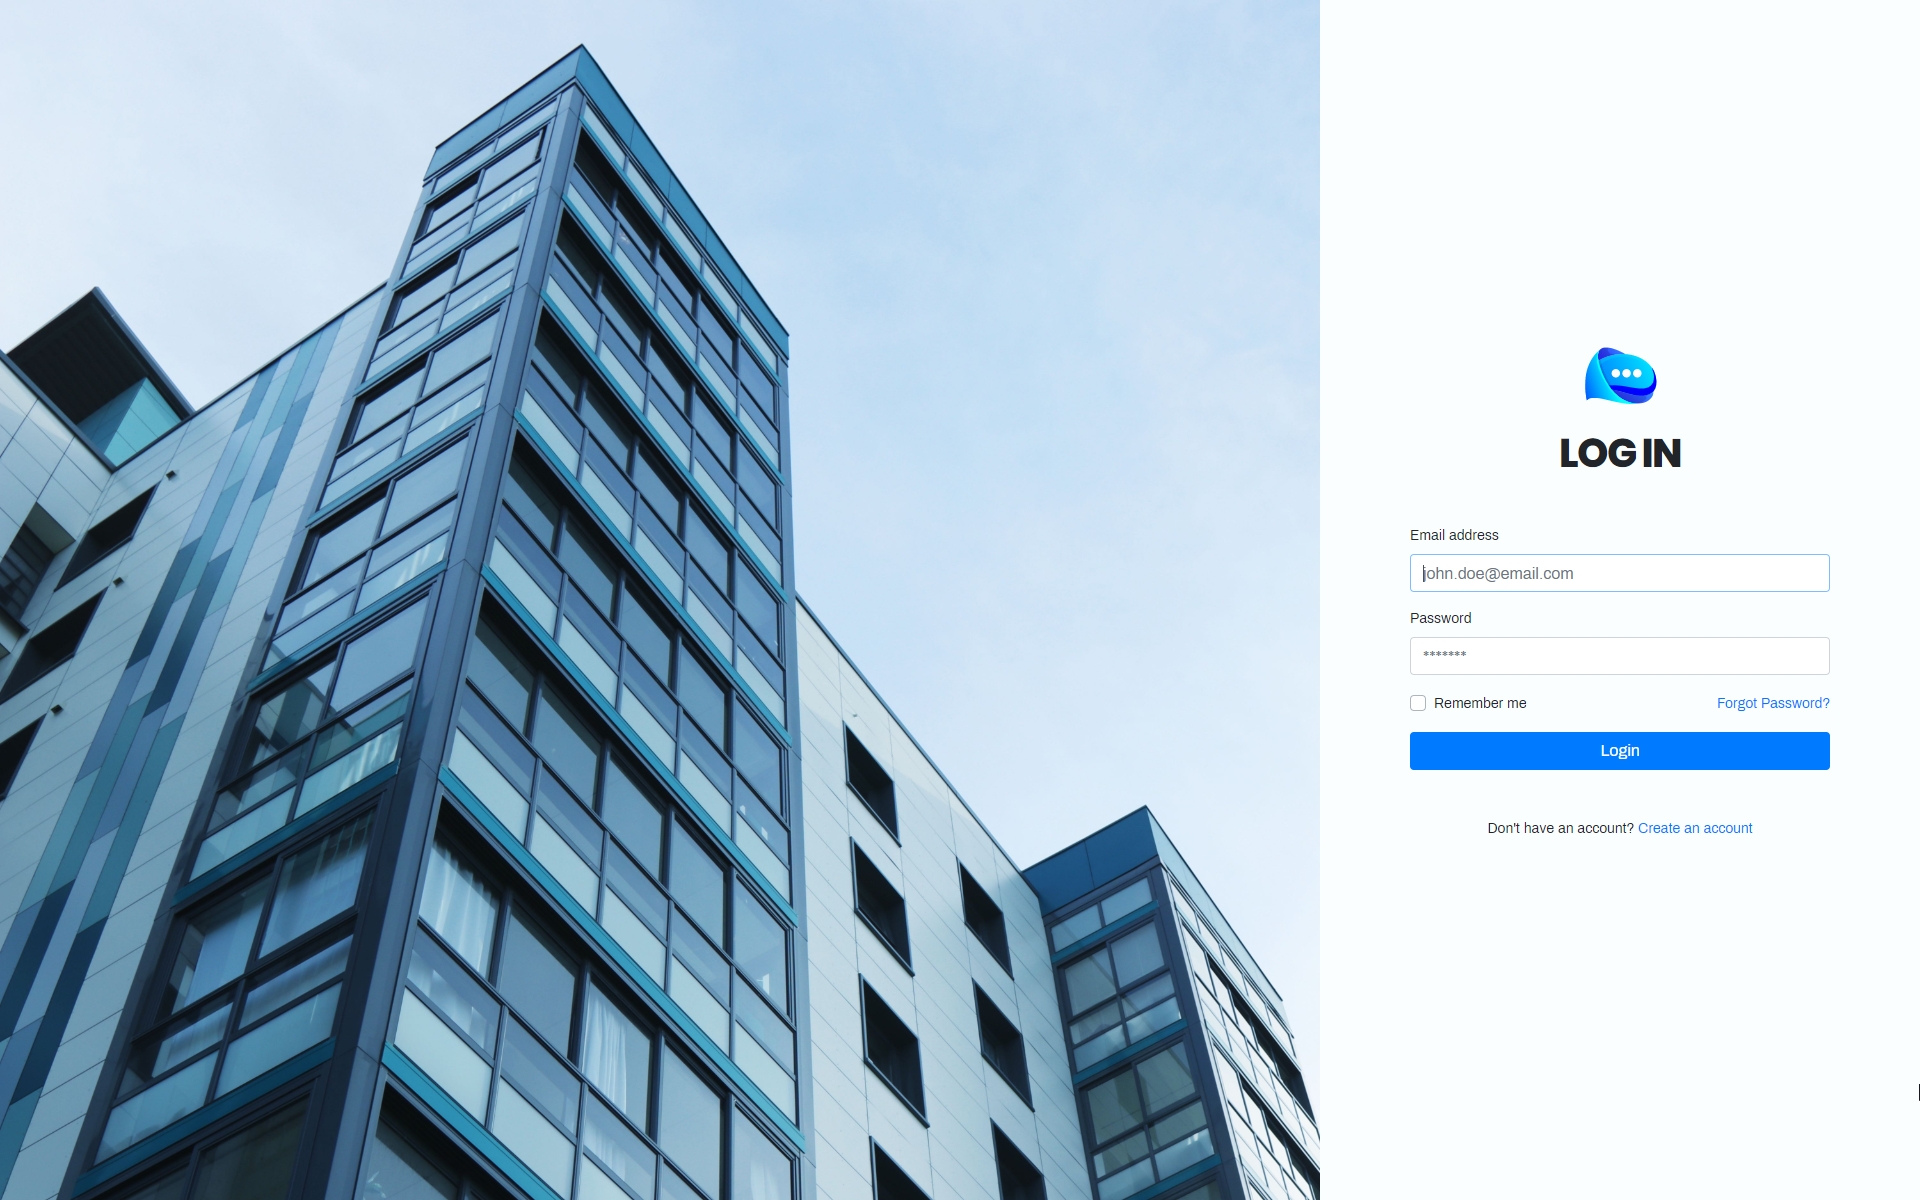 LOG IN
Email address
john.doe@email.com
Password
*******
Remember me
Forgot Password?
Login
Don't have an account? Create an account